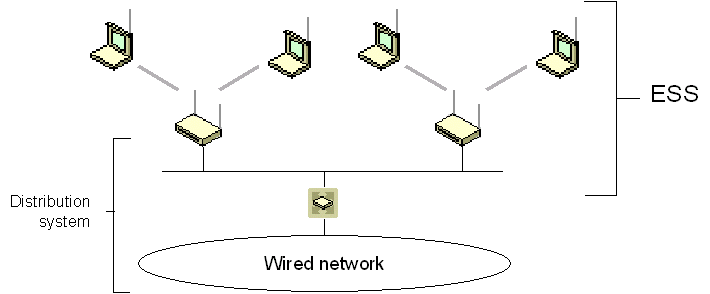 ESS
Distribution
system
Wired network